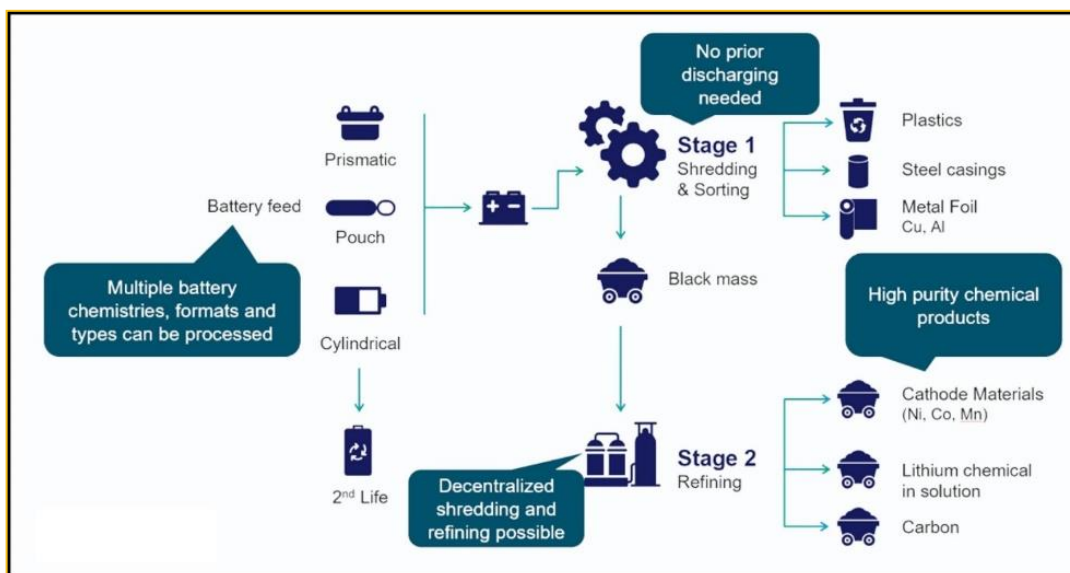 No prior
discharging
needed
Prismatic
Battery feed
Pouch
Multiple battery
chemistries, formats and
types can be processed
Cylindrical
2nd Life
Stage 1
Shredding
& Sorting
Plastics
Steel casings
Metal Foil
Cu, Al
Black mass
High purity chemical
products
Decentralized
shredding and
refining possible
Stage 2
Refining
Cathode Materials
(Ni, Co, Mn)
Lithium chemical
in solution
Carbon